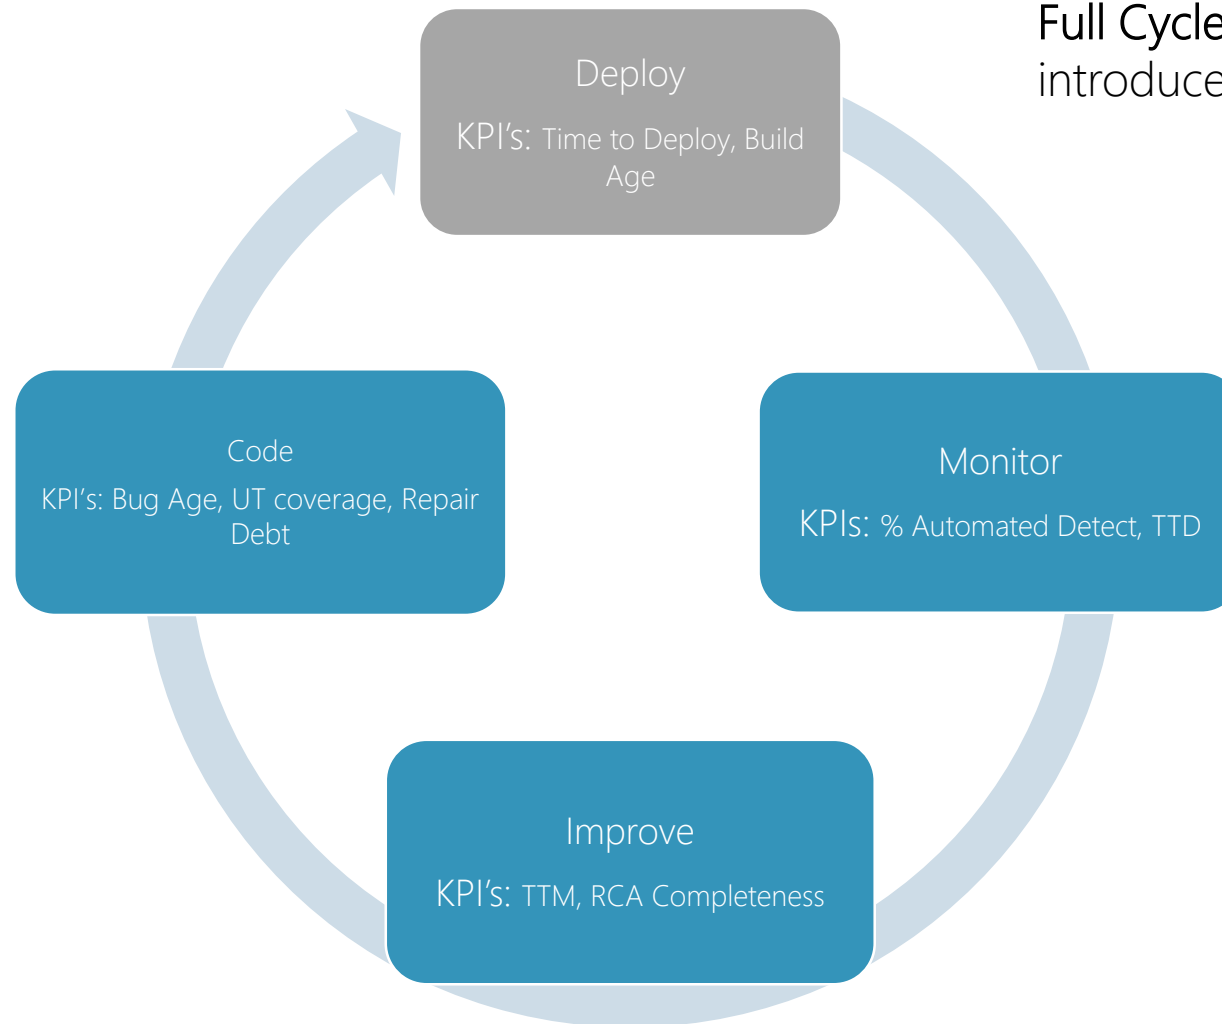 Full Cycle
introduce
Deploy
KPI's: Time to Deploy, Build
Age
Code
KPI's: Bug Age, UT coverage, Repair
Debt
Monitor
KPIs: % Automated Detect, TTD
Improve
KPI's: TTM, RCA Completeness